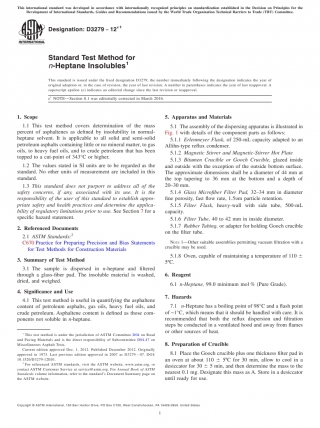 This international standard was developed in accordance with internationally recognized principles on standardization established in the Decision on Principles for the
Development of International Standards, Guides and Recommendations issued by the World Trade Organization Technical Barriers to Trade (TBT) Committee.
Designation: D3279 − 12ε1
Standard Test Method for
n-Heptane Insolubles1
This standard is issued under the fixed designation D3279; the number immediately following the designation indicates the year of
original adoption or, in the case of revision, the year of last revision. A number in parentheses indicates the year of last reapproval. A
superscript epsilon (ε) indicates an editorial change since the last revision or reapproval.
ε1 NOTE—Section 8.1 was editorially corrected in March 2016.
1. Scope
1.1 This test method covers determination of the mass
percent of asphaltenes as defined by insolubility in normal-
heptane solvent. It is applicable to all solid and semi-solid
petroleum asphalts containing little or no mineral matter, to gas
oils, to heavy fuel oils, and to crude petroleum that has been
topped to a cut-point of 343°C or higher.
1.2 The values stated in SI units are to be regarded as the
standard. No other units of measurement are included in this
standard.
1.3 This standard does not purport to address all of the
safety concerns, if any, associated with its use. It is the
responsibility of the user of this standard to establish appro-
priate safety and health practices and determine the applica-
bility of regulatory limitations prior to use. See Section 7 for a
specific hazard statement.
2. Referenced Documents
2.1 ASTM Standards:2
C670 Practice for Preparing Precision and Bias Statements
for Test Methods for Construction Materials
3. Summary of Test Method
3.1 The sample is dispersed in n-heptane and filtered
through a glass-fiber pad. The insoluble material is washed,
dried, and weighed.
4. Significance and Use
4.1 This test method is useful in quantifying the asphaltene
content of petroleum asphalts, gas oils, heavy fuel oils, and
crude petroleum. Asphaltene content is defined as those com-
ponents not soluble in n-heptane.
1 This test method is under the jurisdiction of ASTM Committee D04 on Road
and Paving Materials and is the direct responsibility of Subcommittee D04.47 on
Miscellaneous Asphalt Tests.
Current edition approved Dec. 1, 2012. Published December 2012. Originally
approved in 1973. Last previous edition approved in 2007 as D3279 – 07.
2 For referenced ASTM standards, visit the ASTM website, www.astm.org, or
contact ASTM Customer Service at service@astm.org. For Annual Book of ASTM
Standards volume information, refer to the standard's Document Summary page on
the ASTM website.
5. Apparatus and Materials
5.1 The assembly of the dispersing apparatus is illustrated in
Fig. 1 with details of the component parts as follows:
5.1.1 Erlenmeyer Flask, of 250-mL capacity adapted to an
Allihn-type reflux condenser.
5.1.2 Magnetic Stirrer and Magnetic-Stirrer Hot Plate
5.1.3 Bitumen Crucible or Gooch Crucible, glazed inside
and outside with the exception of the outside bottom surface.
The approximate dimensions shall be a diameter of 44 mm at
the top tapering to 36 mm at the bottom and a depth of
20–30 mm.
5.1.4 Glass Microfiber Filter Pad, 32–34 mm in diameter
fine porosity, fast flow rate, 1.5um particle retention.
5.1.5 Filter Flask, heavy-wall with side tube, 500-mL
capacity.
5.1.6 Filter Tube, 40 to 42 mm in inside diameter.
5.1.7 Rubber Tubing, or adapter for holding Gooch crucible
on the filter tube.
NOTE 1—Other suitable assemblies permitting vacuum filtration with a
crucible may be used.
5.1.8 Oven, capable of maintaining a temperature of 110 ±
5°C.
6. Reagent
6.1 n-Heptane, 99.0 minimum mol % (Pure Grade).
7. Hazards
7.1 n-Heptane has a boiling point of 98°C and a flash point
of −1°C, which means that it should be handled with care. It is
recommended that both the reflux dispersion and filtration
steps be conducted in a ventilated hood and away from flames
or other sources of heat.
8. Preparation of Crucible
8.1 Place the Gooch crucible plus one thickness filter pad in
an oven at about 110 ± 5°C for 30 min, allow to cool in a
desiccator for 30 ± 5 min, and then determine the mass to the
nearest 0.1 mg. Designate this mass as A. Store in a desiccator
until ready for use.
Copyright © ASTM International, 100 Barr Harbor Drive, PO Box C700, West Conshohocken, PA 19428-2959. United States
1